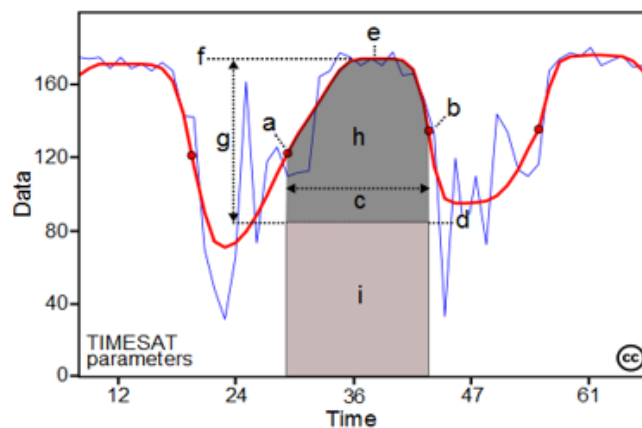 f
e
160
a
b
g
h
120
Data
c
80
d
40
i
TIMESAT
parameters
cc
0
12
24
36
47
61
Time